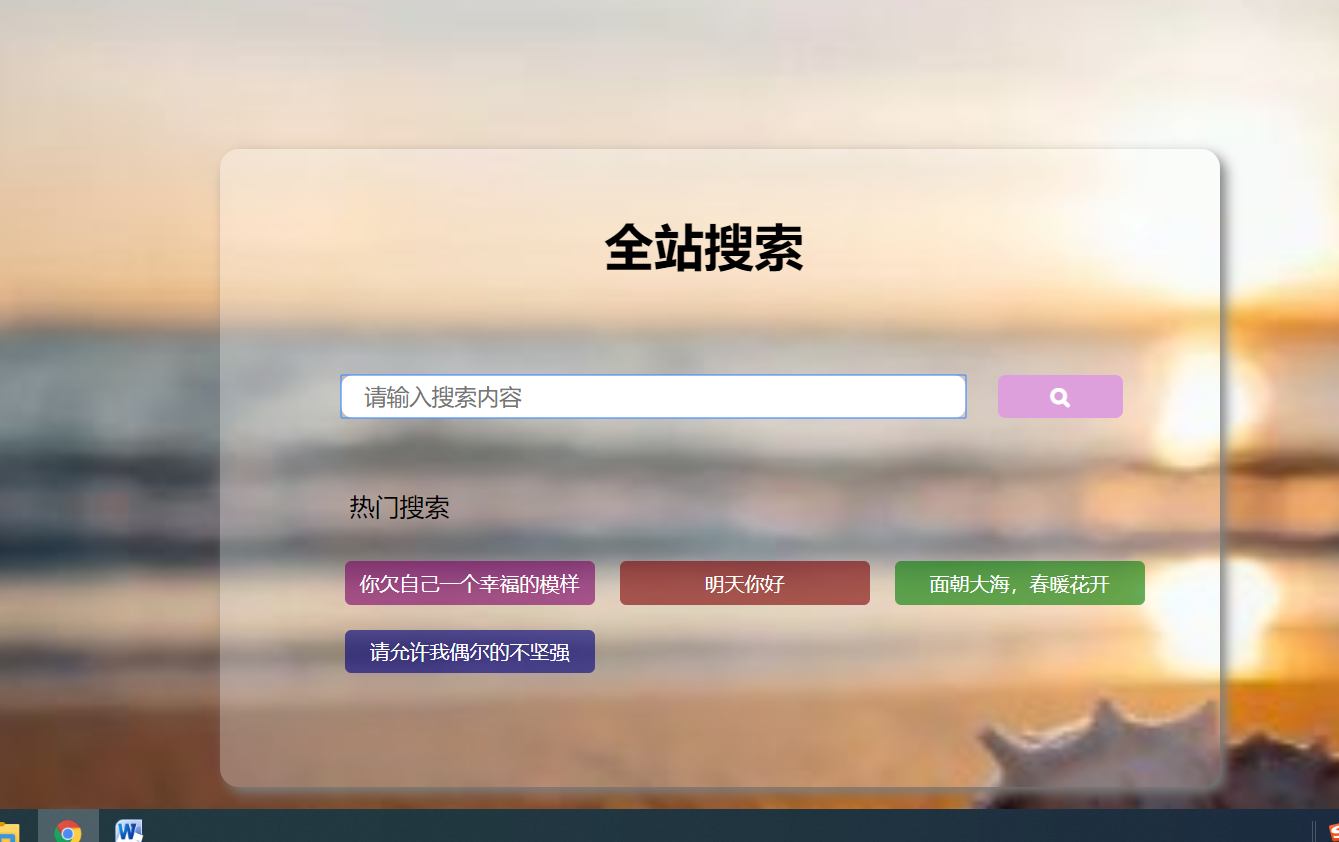 全站搜索
请输入搜索内容
热门搜索
你欠自己一个幸福的模样
明天你好
面朝大海，春暖花开
请允许我偶尔的不坚强
W